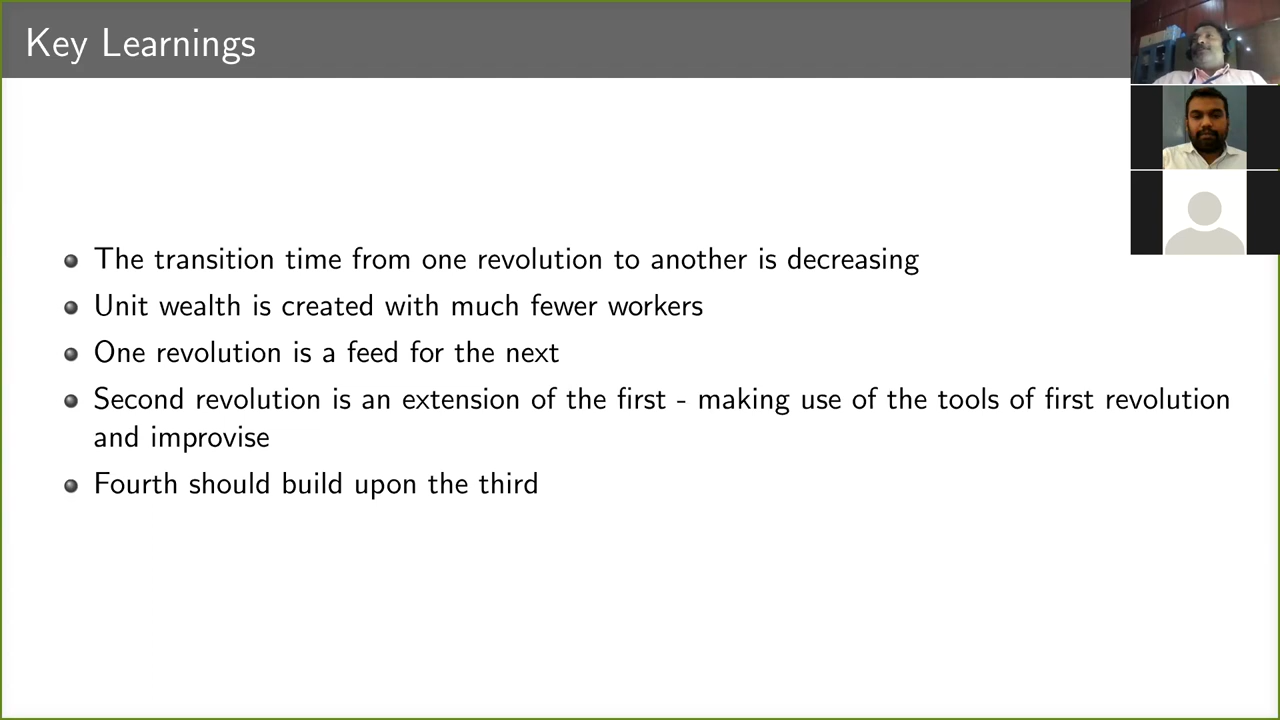 Key Learnings
The transition time from one revolution to another is decreasing
Unit wealth is created with much fewer workers
One revolution is a feed for the next
Second revolution is an extension of the first - making use of the tools of first revolution
and improvise
Fourth should build upon the third